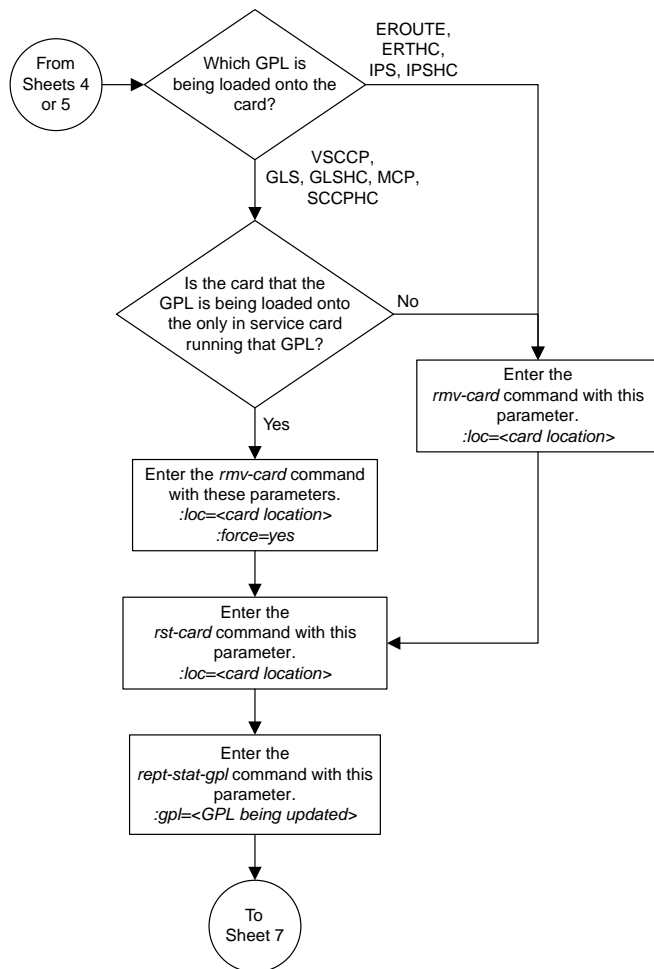 From
Sheets 4
or 5
Which GPL is
being loaded onto the
card?
EROUTE,
ERTHC,
IPS, IPSHC
VSCCP,
GLS, GLSHC, MCP,
SCCPHC
Is the card that the
GPL is being loaded onto
the only in service card
running that GPL?
No
Yes
Enter the
rmv-card command with this
parameter.
:loc=<card location>
Enter the rmv-card command
with these parameters.
:loc=<card location>
:force=yes
Enter the
rst-card command with this
parameter.
:loc=<card location>
Enter the
rept-stat-gpl command with this
parameter.
:gpl=<GPL being updated>
To
Sheet 7